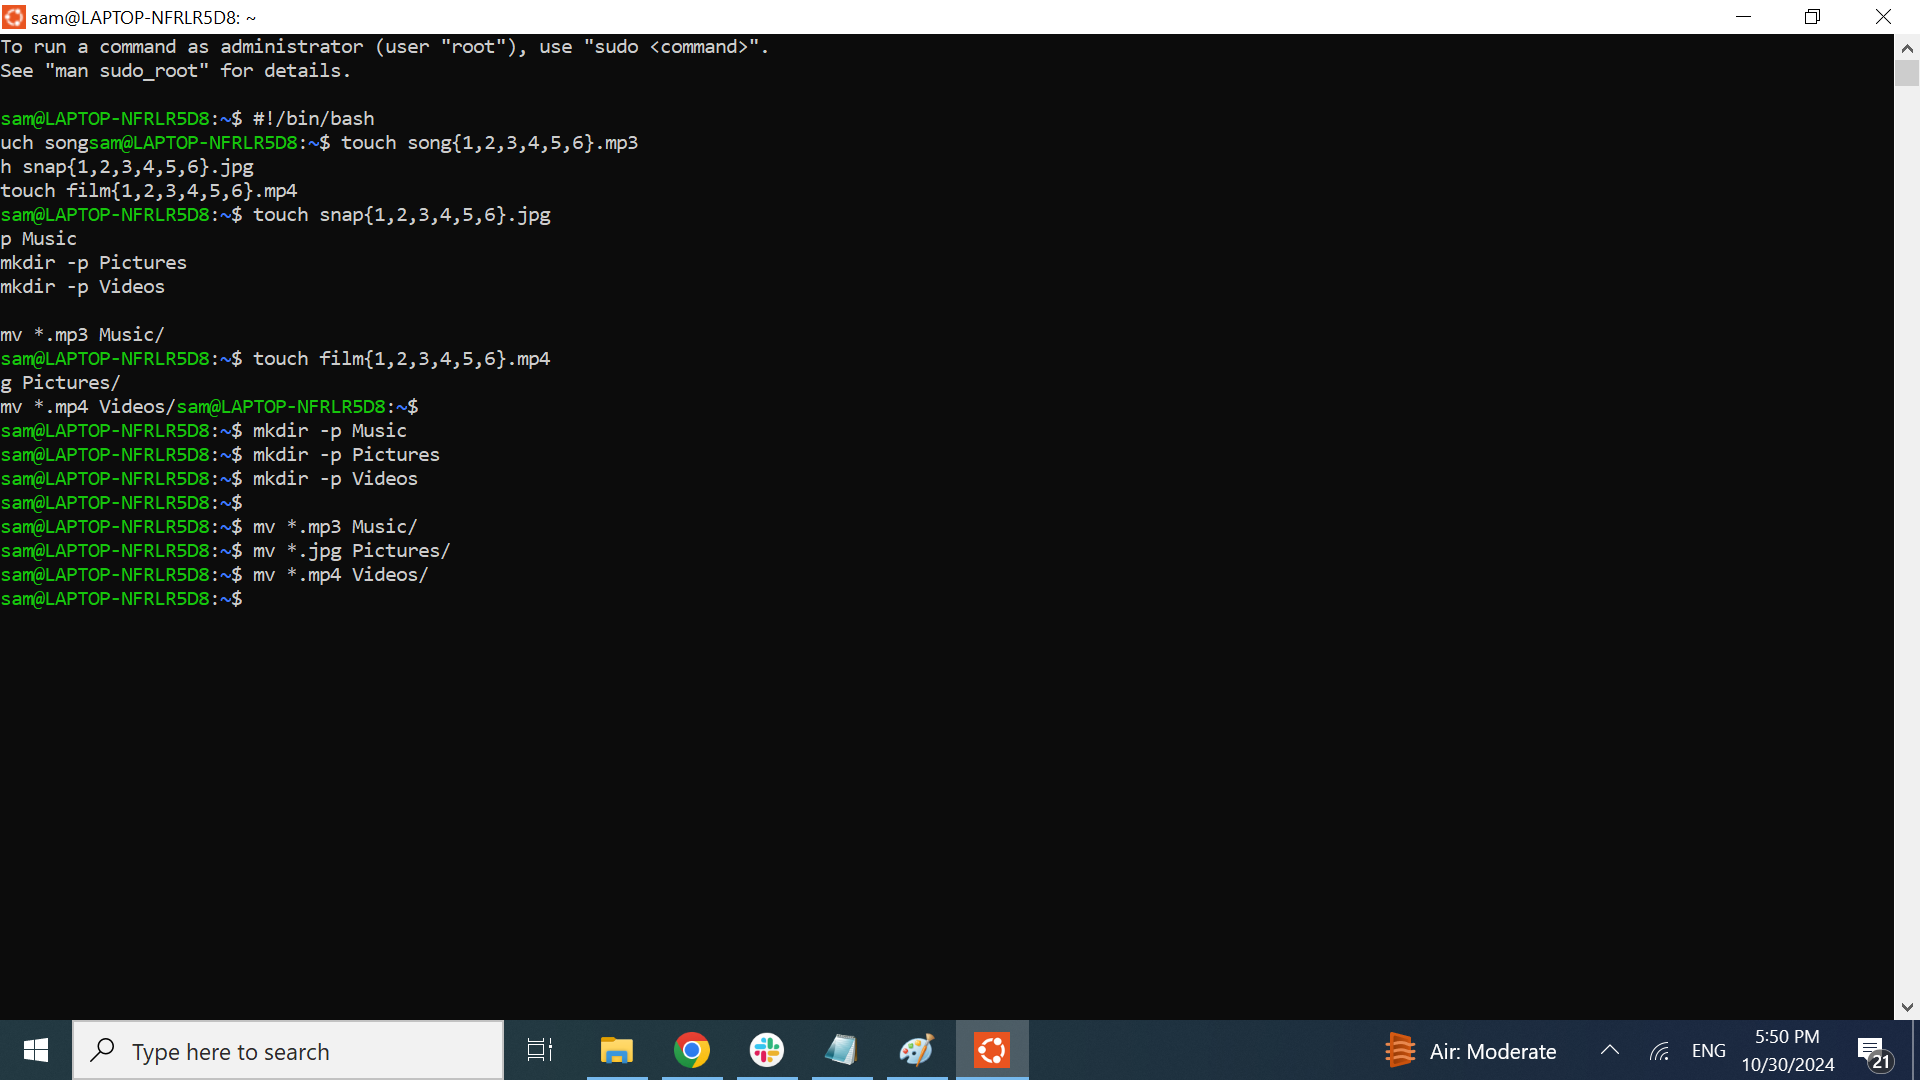 sam@LAPTOP-NFRLR5D8: ~
To run a command as administrator (user "root"), use "sudo <command>".
See "man sudo_root" for details.
sam@LAPTOP-NFRLR5D8:~$ #!/bin/bash
uch songsam@LAPTOP-NFRLR5D8:~$ touch song{1,2,3,4,5,6}.mp3
h snap{1,2,3,4,5,6}.jpg
touch film{1,2,3,4,5,6}.mp4
sam@LAPTOP-NFRLR5D8:~$ touch snap{1,2,3,4,5,6}.jpg
p Music
mkdir -p Pictures
mkdir -p Videos
mv *.mp3 Music/
sam@LAPTOP-NFRLR5D8:~$ touch film{1,2,3,4,5,6}.mp4
g Pictures/
mv *.mp4 Videos/sam@LAPTOP-NFRLR5D8:~$
sam@LAPTOP-NFRLR5D8:~$ mkdir -p Music
sam@LAPTOP-NFRLR5D8:~$ mkdir -p Pictures
sam@LAPTOP-NFRLR5D8:~$ mkdir -p Videos
sam@LAPTOP-NFRLR5D8:~$
sam@LAPTOP-NFRLR5D8:~$ mv *.mp3 Music/
sam@LAPTOP-NFRLR5D8:~$ mv *.jpg Pictures/
sam@LAPTOP-NFRLR5D8:~$ mv *.mp4 Videos/
sam@LAPTOP-NFRLR5D8:~$
Type here to search
Air: Moderate
ENG
5:50 PM
10/30/2024
21